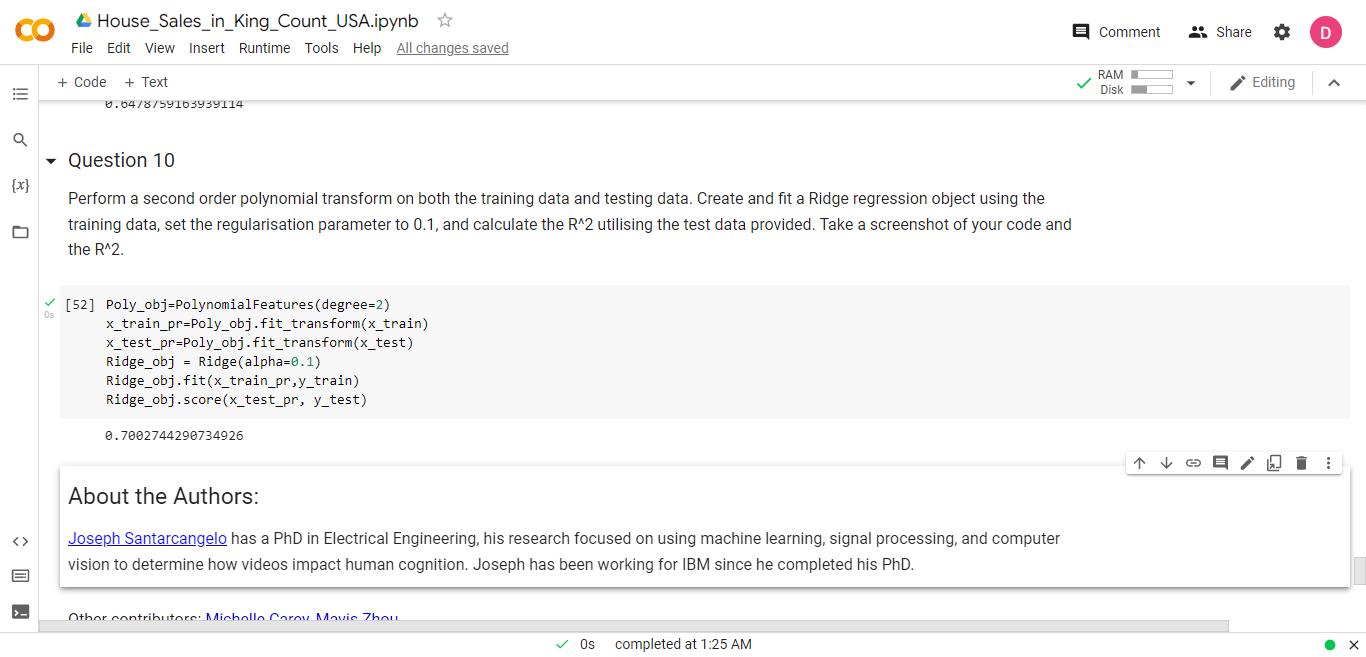 House_Sales_in_King_Count_USA.ipynb
File Edit View Insert Runtime Tools Help All changes saved
Comment Share D
+ Code + Text
RAM
Disk
Editing
0.6478759163939114
{x}
Question 10
Perform a second order polynomial transform on both the training data and testing data. Create and fit a Ridge regression object using the
training data, set the regularisation parameter to 0.1, and calculate the R^2 utilising the test data provided. Take a screenshot of your code and
the R^2.
0s
[52] Poly_obj=PolynomialFeatures(degree=2)
x_train_pr=Poly_obj.fit_transform(x_train)
x_test_pr=Poly_obj.fit_transform(x_test)
Ridge_obj = Ridge(alpha=0.1)
Ridge_obj.fit(x_train_pr,y_train)
Ridge_obj.score(x_test_pr, y_test)
0.7002744290734926
About the Authors:
Joseph Santarcangelo has a PhD in Electrical Engineering, his research focused on using machine learning, signal processing, and computer
vision to determine how videos impact human cognition. Joseph has been working for IBM since he completed his PhD.
Other contributors: Michelle Carey, Mavis Zhou
0s completed at 1:25 AM